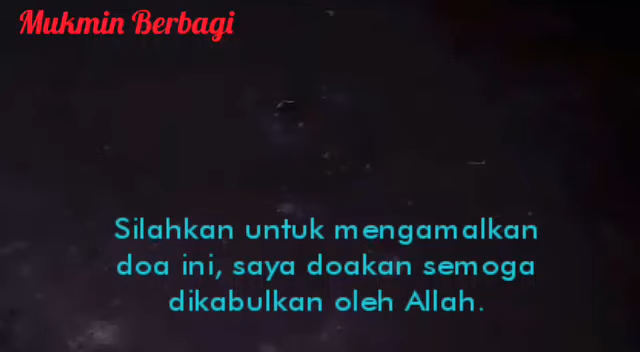 Mukmin Berbagi
Silahkan untuk mengamalkan
doa ini, saya doakan semoga
dikabulkan oleh Allah.